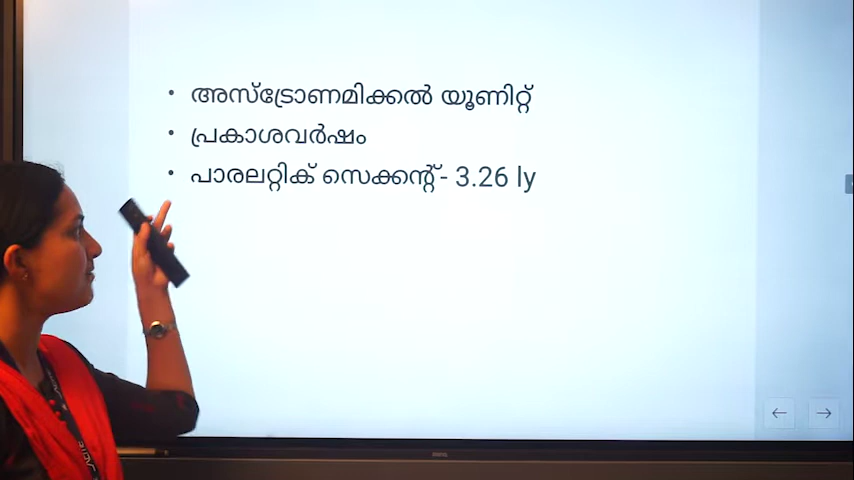 • അസ്ട്രോണമിക്കൽ യൂണിറ്റ്
• പ്രകാശവർഷം
• പാരലറ്റിക് സെക്കന്റ്- 3.26 ly